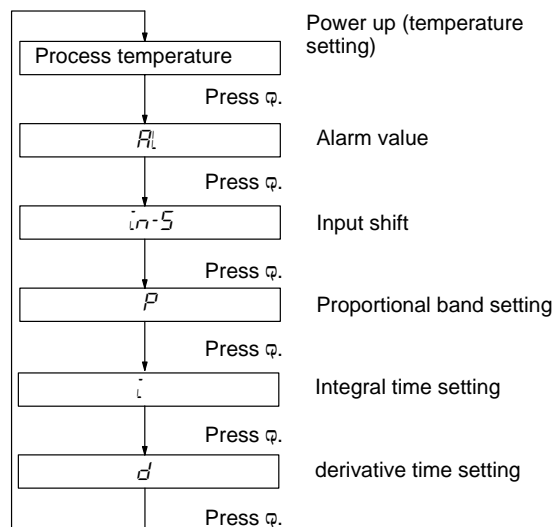 Power up (temperature
setting)
Process temperature
Press
AL
Alarm value
Press
in-S
Input shift
Press
P
Proportional band setting
Press
i
Integral time setting
Press
d
derivative time setting
Press